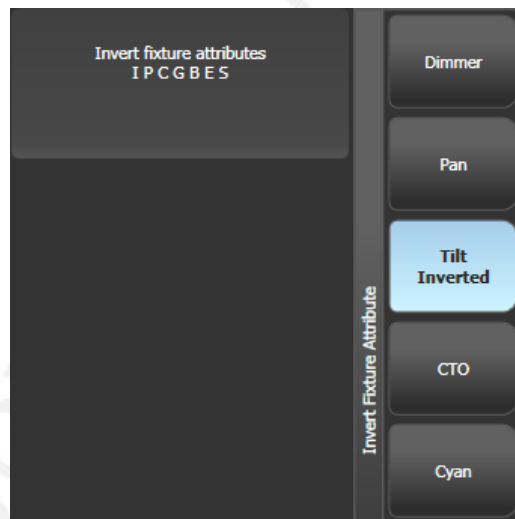 Invert fixture attributes
I P C G B E S
Invert Fixture Attribute
Dimmer
Pan
Tilt
Inverted
CTO
Cyan